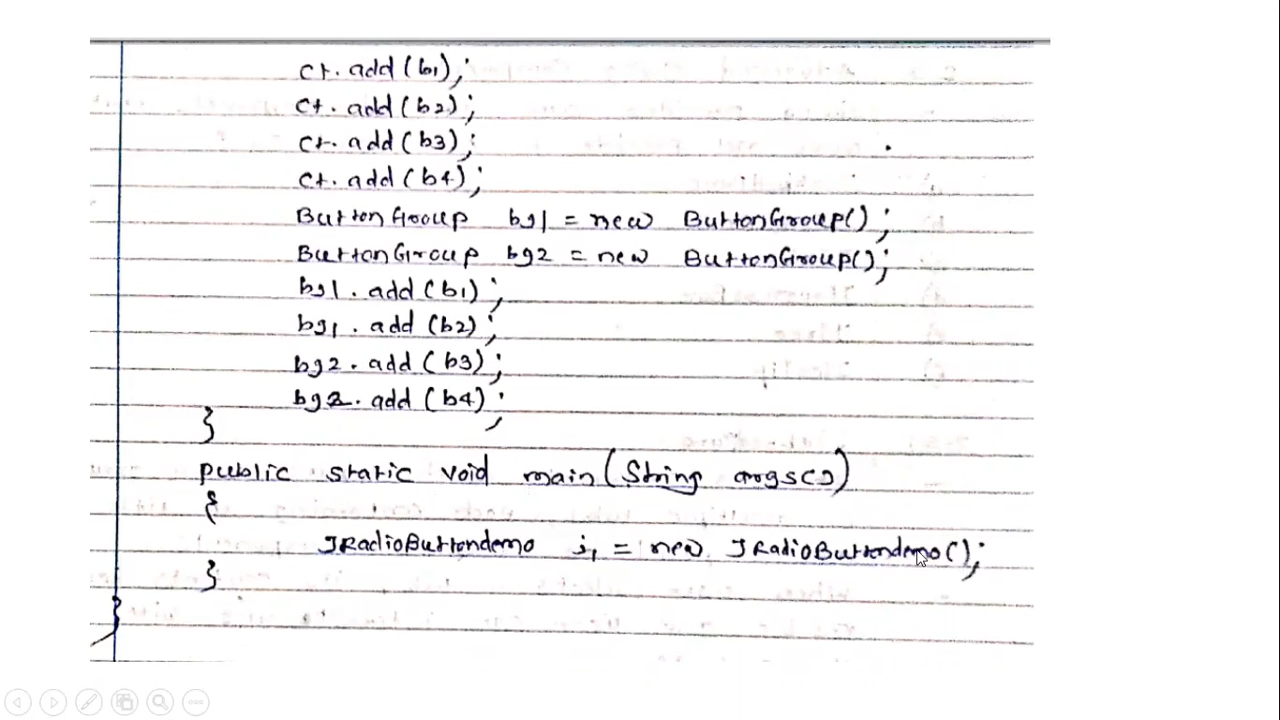 ct.add(b1);
ct.add(b2);
ct.add(b3);
ct.add(b4);
ButtonGroup bg1 = new ButtonGroup();
ButtonGroup bg2 = new ButtonGroup();
bg1.add(b1);
bg1.add(b2);
bg2.add(b3);
bg2.add(b4);
}
public static void main(String args[])
{
JRadioButtondemo j1 = new JRadioButtondemo();
}
}